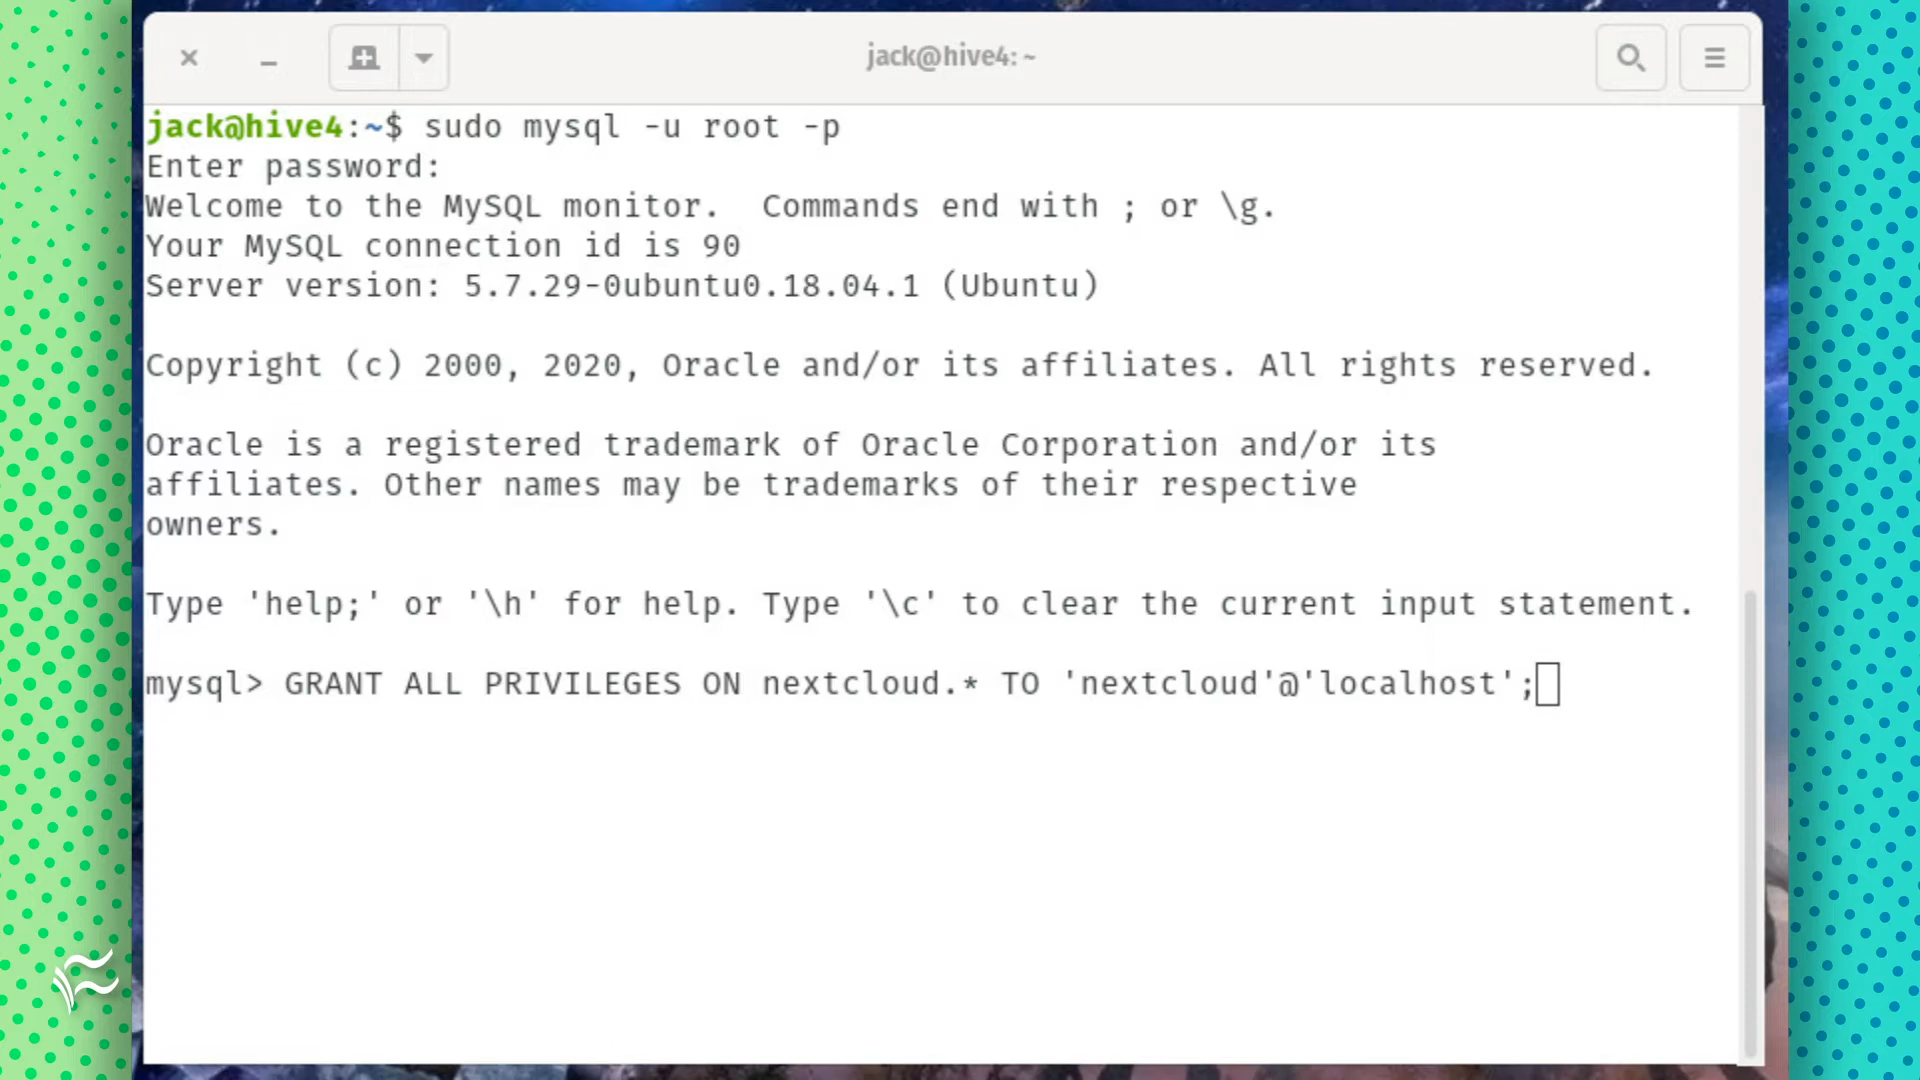 jack@hive4: ~
jack@hive4:~$ sudo mysql -u root -p
Enter password:
Welcome to the MySQL monitor.  Commands end with ; or \g.
Your MySQL connection id is 90
Server version: 5.7.29-0ubuntu0.18.04.1 (Ubuntu)
Copyright (c) 2000, 2020, Oracle and/or its affiliates. All rights reserved.
Oracle is a registered trademark of Oracle Corporation and/or its
affiliates. Other names may be trademarks of their respective
owners.
Type 'help;' or '\h' for help. Type '\c' to clear the current input statement.
mysql> GRANT ALL PRIVILEGES ON nextcloud.* TO 'nextcloud'@'localhost';